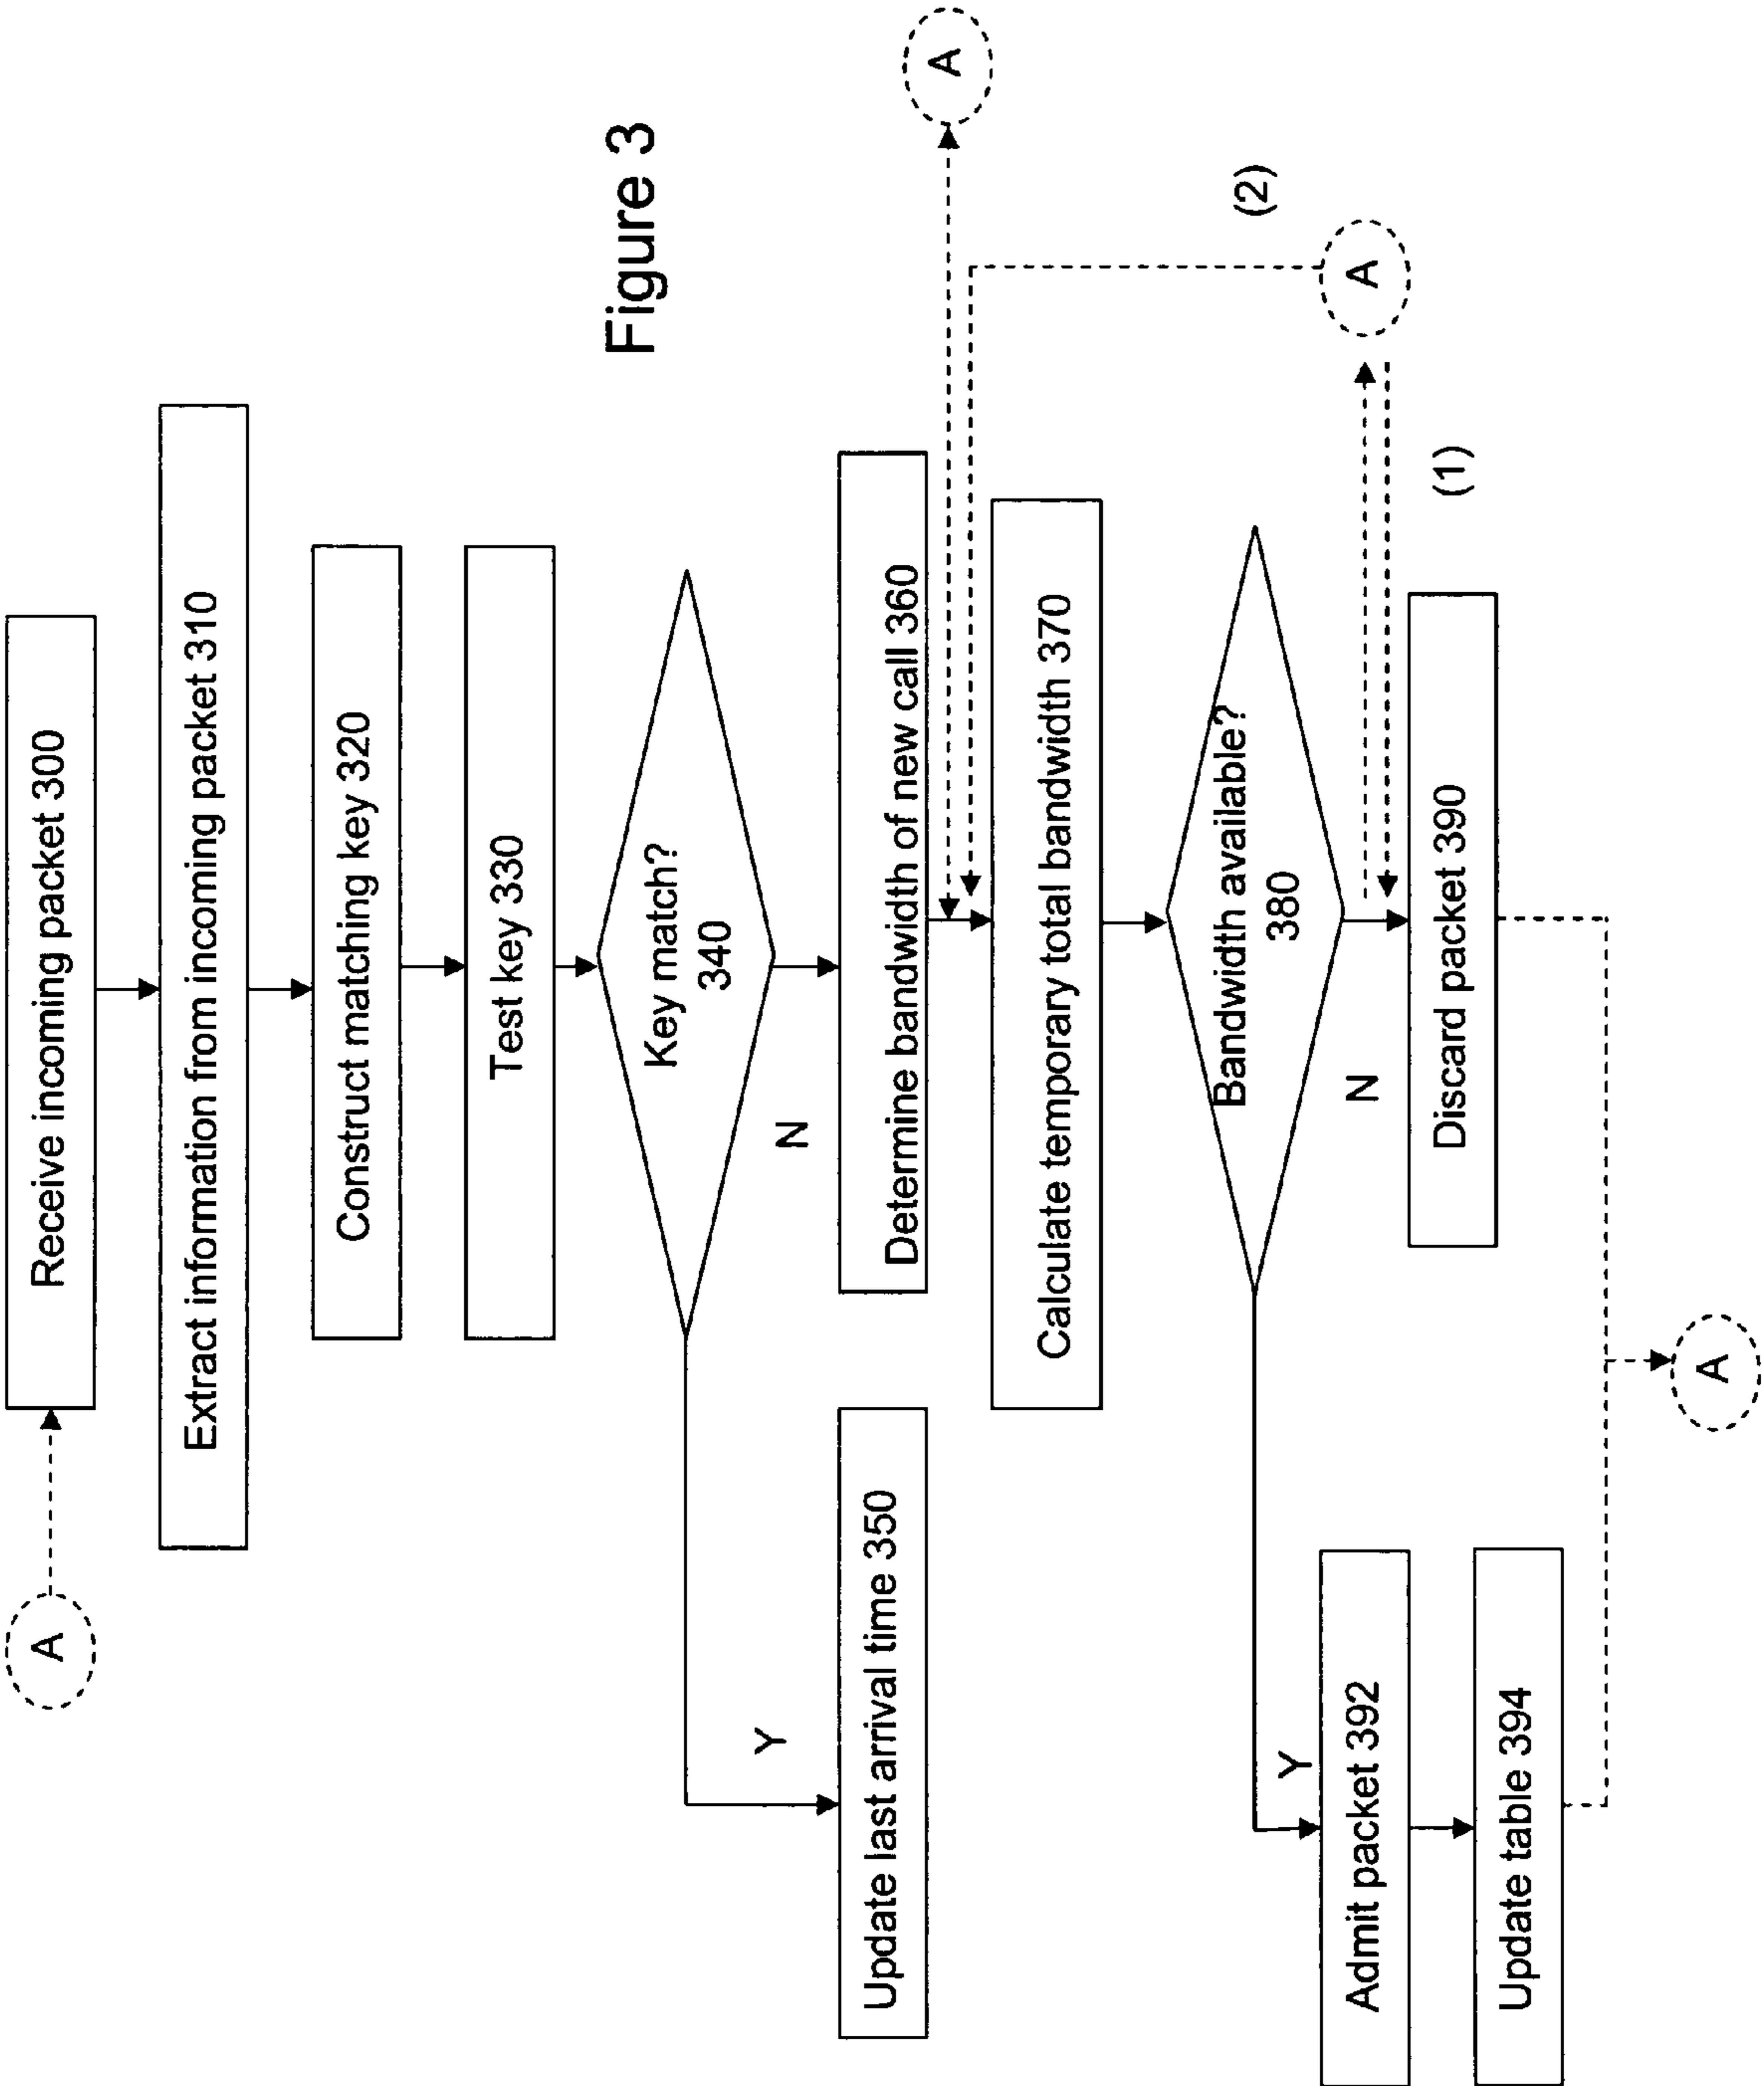 Figure 3
A
Receive incoming packet 300
Extract information from incoming packet 310
Construct matching key 320
Test key 330
Key match?
340
Y
N
Update last arrival time 350
Determine bandwidth of new call 360
A
Calculate temporary total bandwidth 370
Bandwidth available?
380
(2)
A
Y
N
(1)
Admit packet 392
Discard packet 390
Update table 394
A